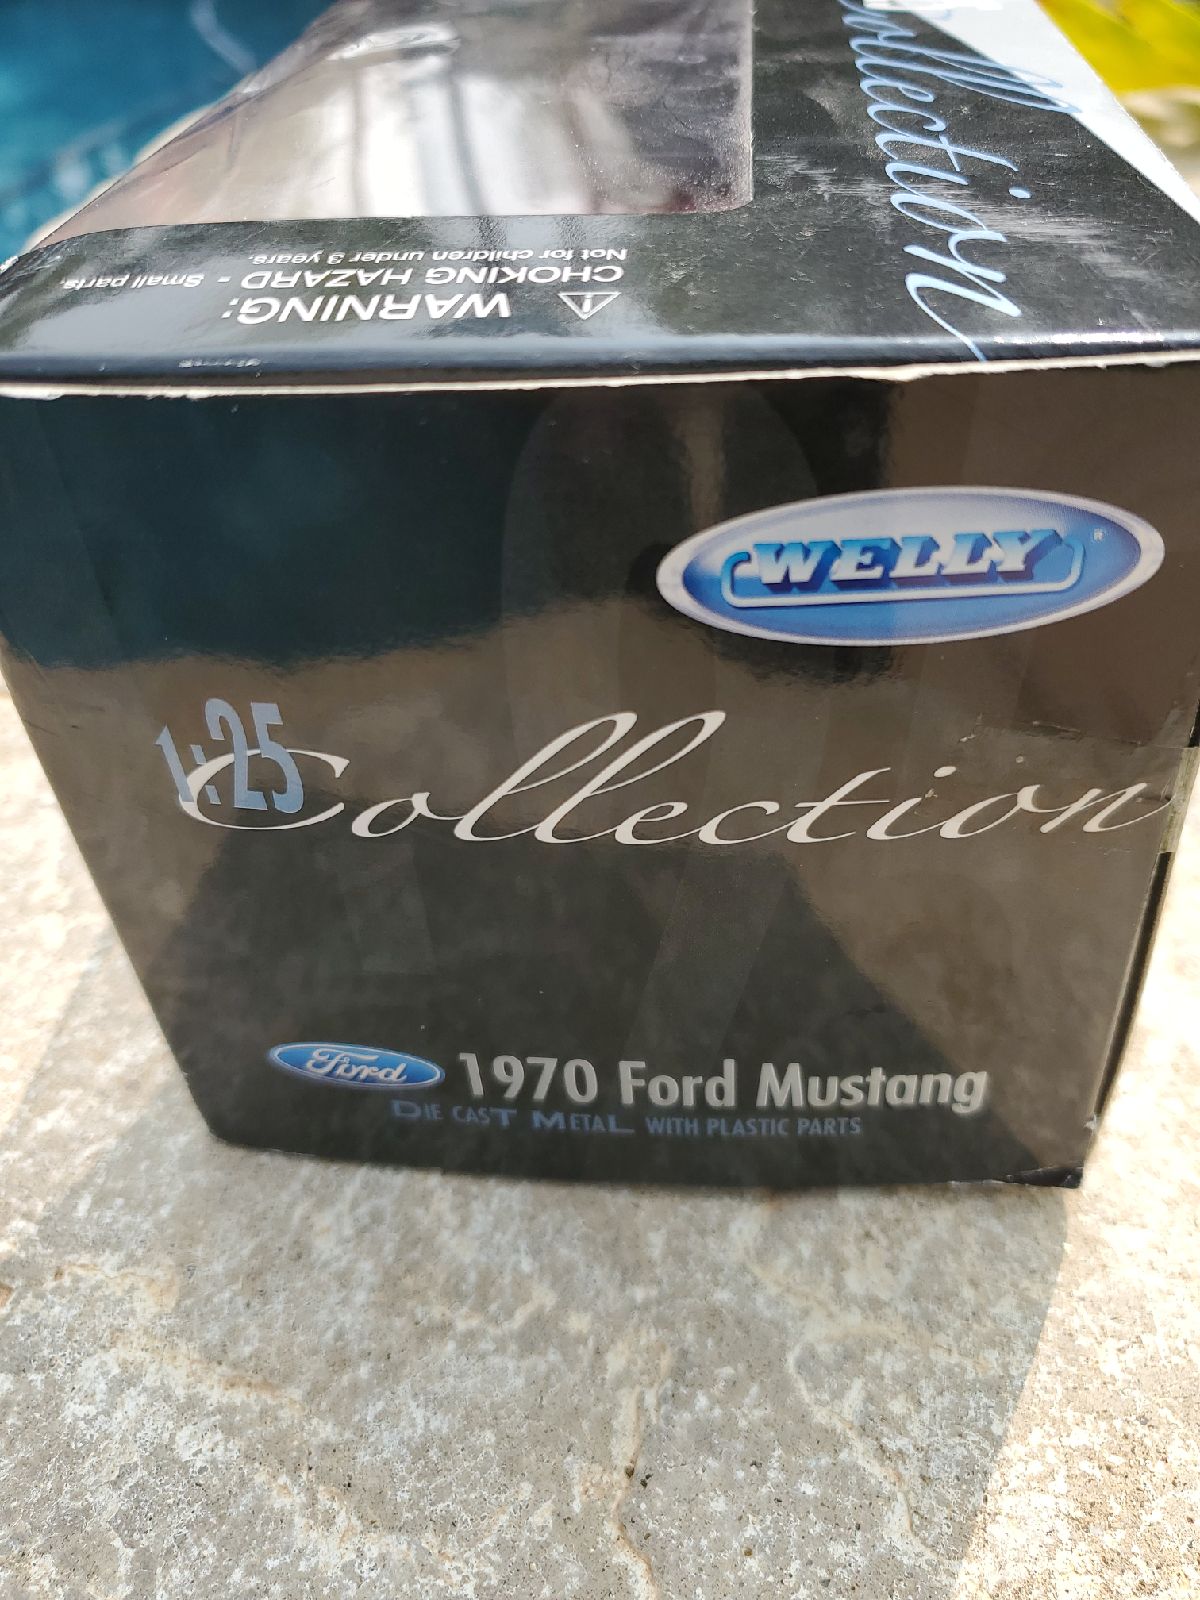 Collection
⚠ WARNING:
CHOKING HAZARD - Small parts.
Not for children under 3 years.
WELLY®
1:25
Collection
Ford 1970 Ford Mustang
DIE CAST METAL WITH PLASTIC PARTS